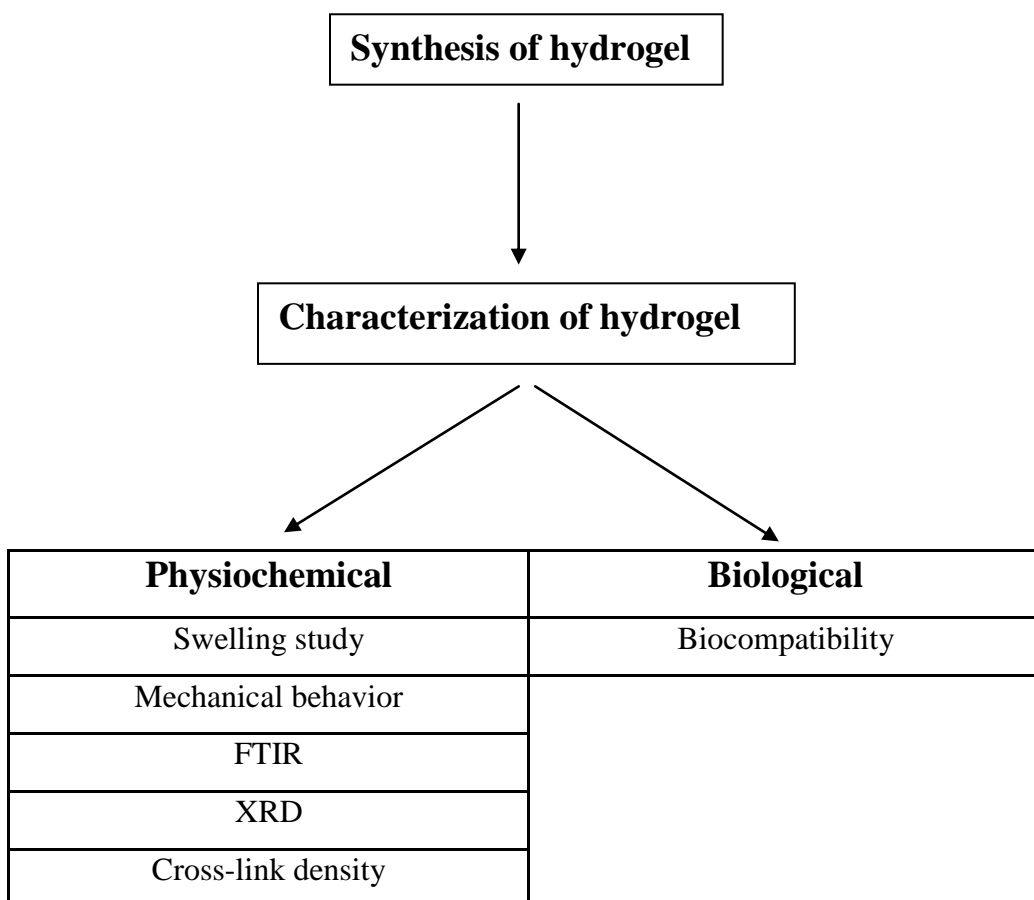 Synthesis of hydrogel
Characterization of hydrogel
Physiochemical
Biological
Swelling study
Biocompatibility
Mechanical behavior
FTIR
XRD
Cross-link density